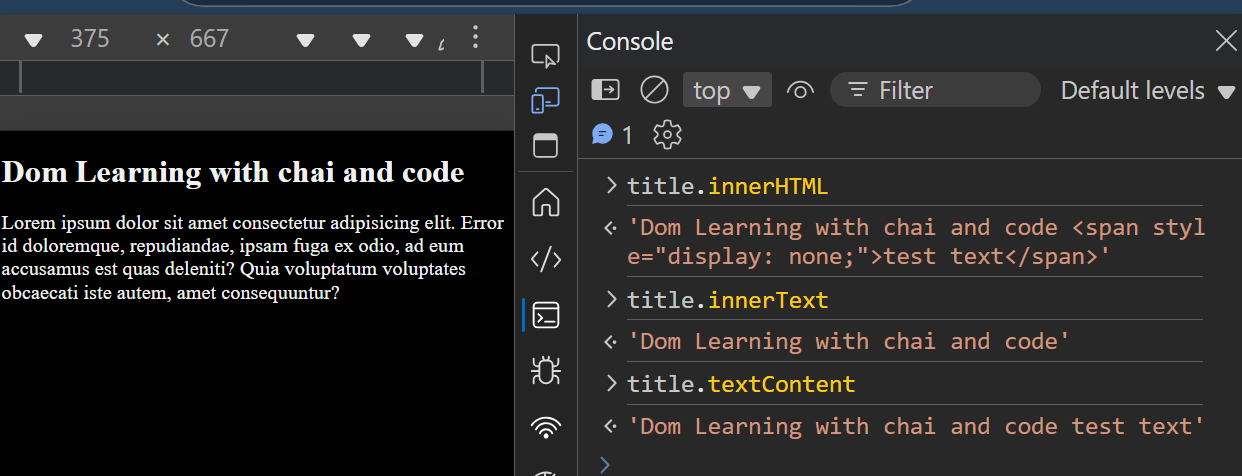 375 × 667
Dom Learning with chai and code
Lorem ipsum dolor sit amet consectetur adipisicing elit. Error
id doloremque, repudiandae, ipsam fuga ex odio, ad eum
accusamus est quas deleniti? Quia voluptatum voluptates
obcaecati iste autem, amet consequuntur?
Console
top
Filter
Default levels
1
title.innerHTML
'Dom Learning with chai and code <span styl
e="display: none;">test text</span>'
title.innerText
'Dom Learning with chai and code'
title.textContent
'Dom Learning with chai and code test text'